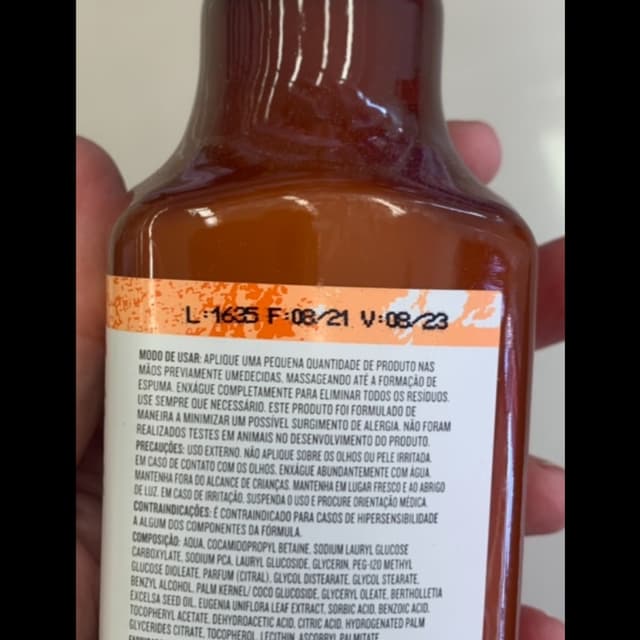 L:1635 F:08/21 V:08/23
MODO DE USAR: APLIQUE UMA PEQUENA QUANTIDADE DE PRODUTO NAS
MÃOS PREVIAMENTE UMEDECIDAS, MASSAGEANDO ATÉ A FORMAÇÃO DE
ESPUMA. ENXÁGUE COMPLETAMENTE PARA ELIMINAR TODOS OS RESÍDUOS.
USE SEMPRE QUE NECESSÁRIO. ESTE PRODUTO FOI FORMULADO DE
MANEIRA A MINIMIZAR UM POSSÍVEL SURGIMENTO DE ALERGIA. NÃO FORAM
REALIZADOS TESTES EM ANIMAIS NO DESENVOLVIMENTO DO PRODUTO.
PRECAUÇÕES: USO EXTERNO. NÃO APLIQUE SOBRE OS OLHOS OU PELE IRRITADA.
EM CASO DE CONTATO COM OS OLHOS, ENXÁGUE ABUNDANTEMENTE COM ÁGUA.
MANTENHA FORA DO ALCANCE DE CRIANÇAS. MANTENHA EM LUGAR FRESCO E AO ABRIGO
DE LUZ. EM CASO DE IRRITAÇÃO, SUSPENDA O USO E PROCURE ORIENTAÇÃO MÉDICA.
CONTRAINDICAÇÕES: É CONTRAINDICADO PARA CASOS DE HIPERSENSIBILIDADE
A ALGUM DOS COMPONENTES DA FÓRMULA.
COMPOSIÇÃO: AQUA, COCAMIDOPROPYL BETAINE, SODIUM LAURYL GLUCOSE
CARBOXYLATE, SODIUM PCA, LAURYL GLUCOSIDE, GLYCERIN, PEG-120 METHYL
GLUCOSE DIOLEATE, PARFUM (CITRAL), GLYCOL DISTEARATE, GLYCOL STEARATE,
BENZYL ALCOHOL, PALM KERNEL/ COCO GLUCOSIDE, GLYCERYL OLEATE, BERTHOLLETIA
EXCELSA SEED OIL, EUGENIA UNIFLORA LEAF EXTRACT, SORBIC ACID, BENZOIC ACID,
TOCOPHERYL ACETATE, DEHYDROACETIC ACID, CITRIC ACID, HYDROGENATED PALM
GLYCERIDES CITRATE, TOCOPHEROL, LECITHIN, ASCORBYL PALMITATE